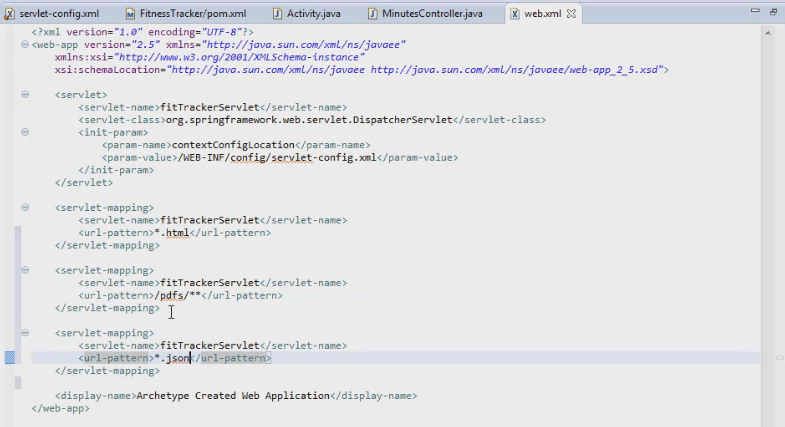 servlet-config.xml FitnessTracker/pom.xml Activity.java MinutesController.java web.xml
<?xml version="1.0" encoding="UTF-8"?>
<web-app version="2.5" xmlns="http://java.sun.com/xml/ns/javaee"
xmlns:xsi="http://www.w3.org/2001/XMLSchema-instance"
xsi:schemaLocation="http://java.sun.com/xml/ns/javaee http://java.sun.com/xml/ns/javaee/web-app_2_5.xsd">
<servlet>
<servlet-name>fitTrackerServlet</servlet-name>
<servlet-class>org.springframework.web.servlet.DispatcherServlet</servlet-class>
<init-param>
<param-name>contextConfigLocation</param-name>
<param-value>/WEB-INF/config/servlet-config.xml</param-value>
</init-param>
</servlet>
<servlet-mapping>
<servlet-name>fitTrackerServlet</servlet-name>
<url-pattern>*.html</url-pattern>
</servlet-mapping>
<servlet-mapping>
<servlet-name>fitTrackerServlet</servlet-name>
<url-pattern>/pdfs/**</url-pattern>
</servlet-mapping>
<servlet-mapping>
<servlet-name>fitTrackerServlet</servlet-name>
<url-pattern>*.json</url-pattern>
</servlet-mapping>
<display-name>Archetype Created Web Application</display-name>
</web-app>